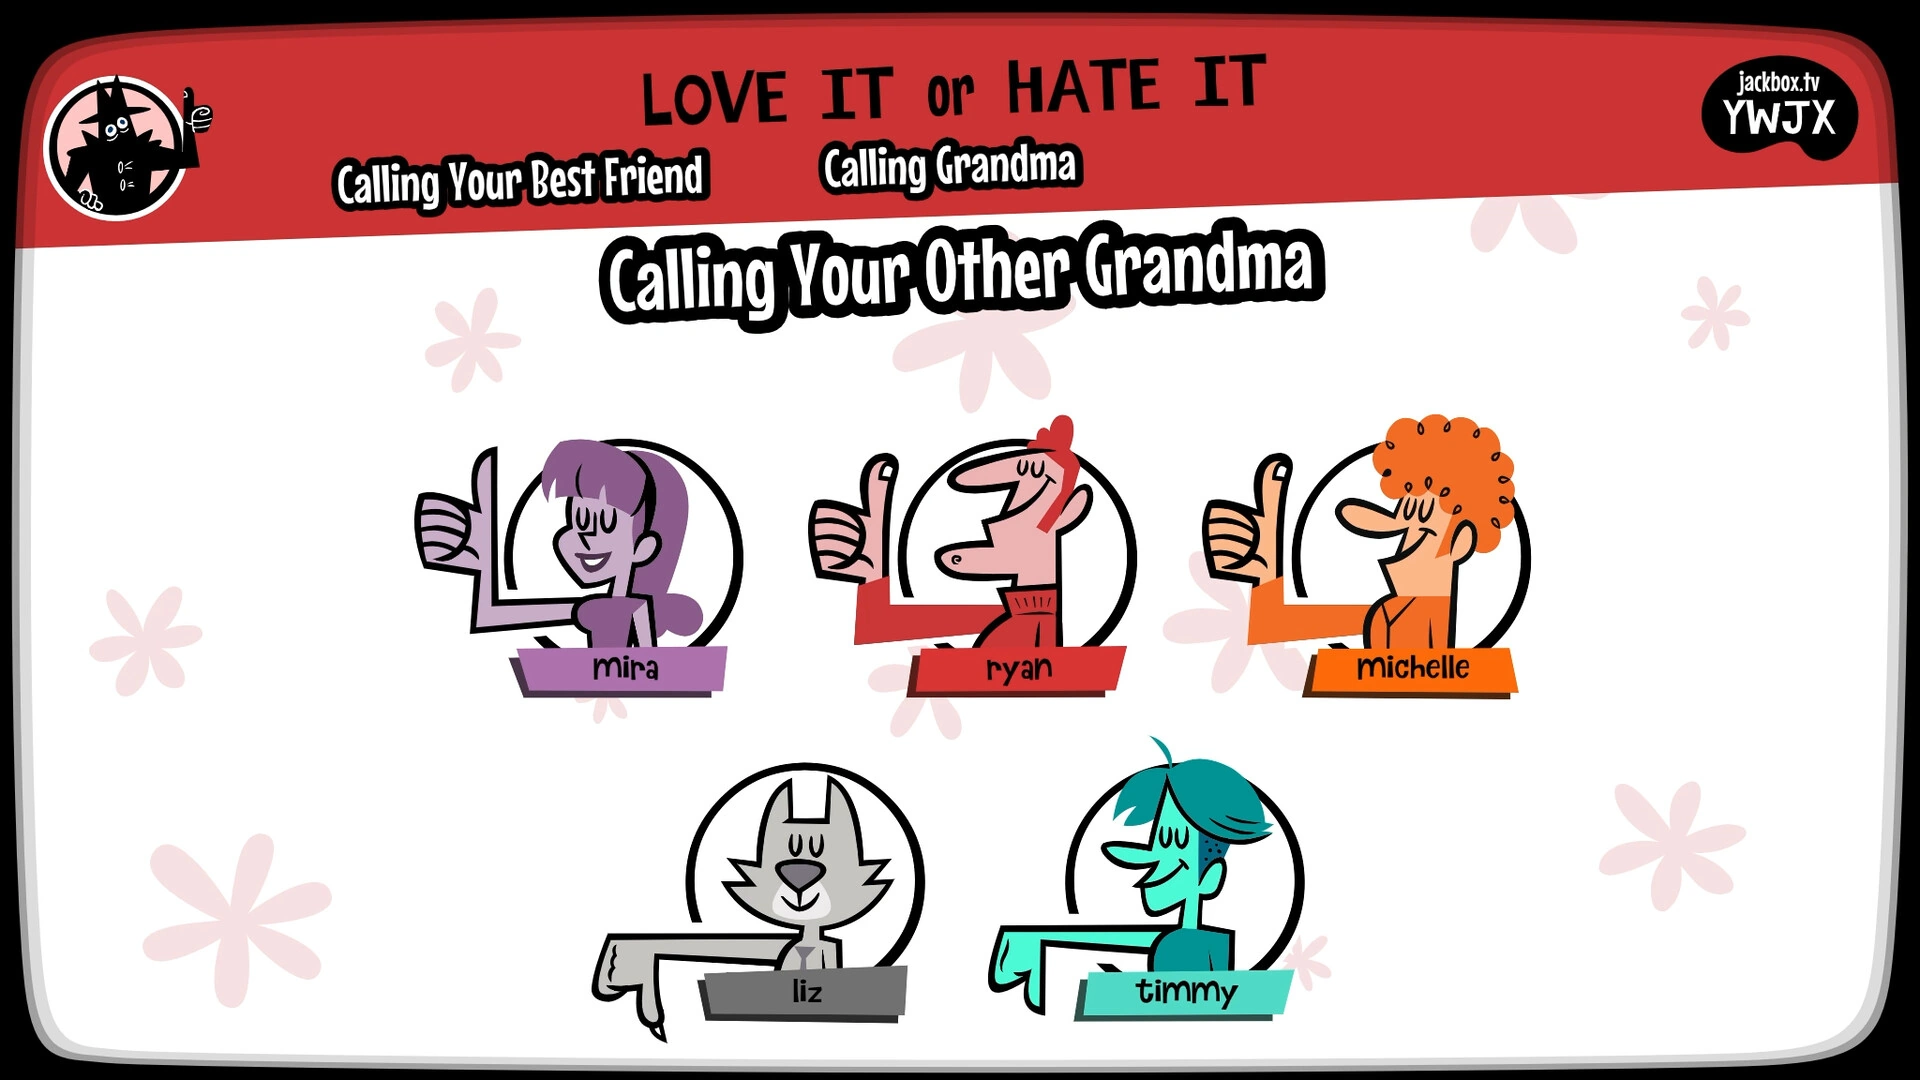 LOVE IT or HATE IT
jackbox.tv
YWJX
Calling Your Best Friend
Calling Grandma
Calling Your Other Grandma
mira
ryan
michelle
liz
timmy